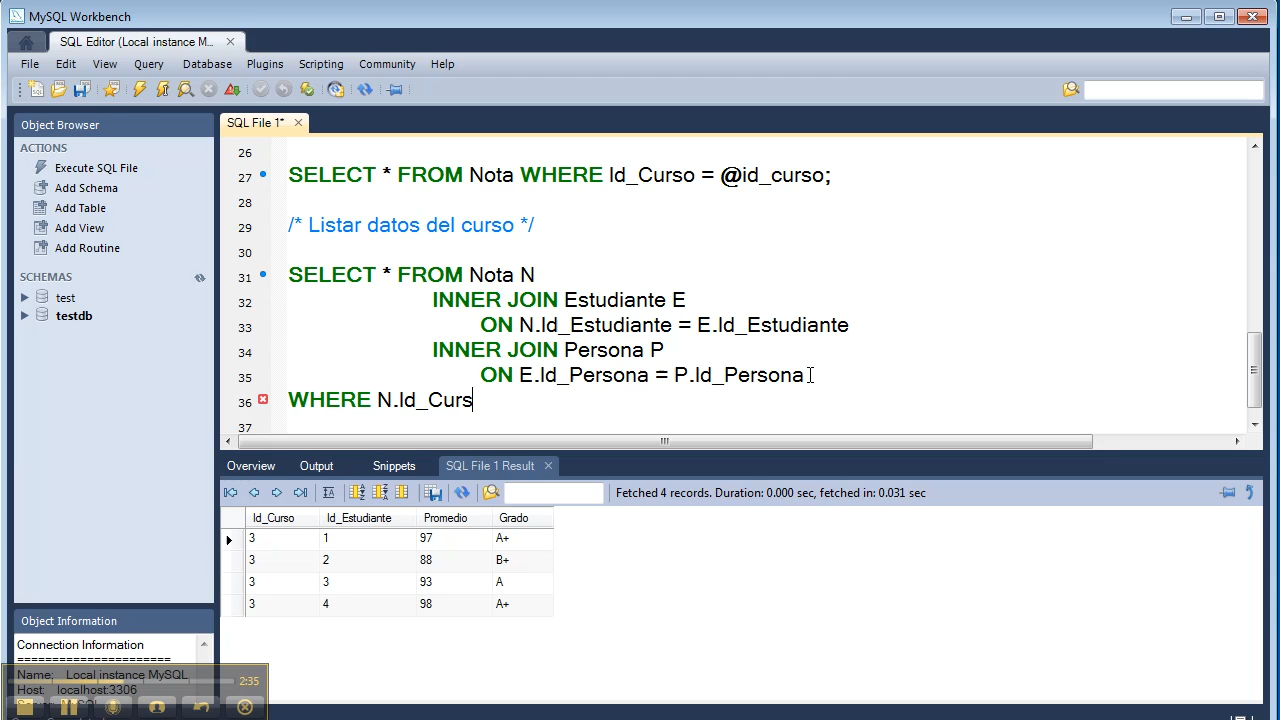 MySQL Workbench
SQL Editor (Local instance M...
File Edit View Query Database Plugins Scripting Community Help
Object Browser
ACTIONS
Execute SQL File
Add Schema
Add Table
Add View
Add Routine
SCHEMAS
test
testdb
SQL File 1*
26
27 SELECT * FROM Nota WHERE Id_Curso = @id_curso;
28
29 /* Listar datos del curso */
30
31 SELECT * FROM Nota N
32 INNER JOIN Estudiante E
33 ON N.Id_Estudiante = E.Id_Estudiante
34 INNER JOIN Persona P
35 ON E.Id_Persona = P.Id_Persona
36 WHERE N.Id_Curs
37
Overview Output Snippets SQL File 1 Result
Fetched 4 records. Duration: 0.000 sec, fetched in: 0.031 sec
Id_Curso Id_Estudiante Promedio Grado
3 1 97 A+
3 2 88 B+
3 3 93 A
3 4 98 A+
Object Information
Connection Information
======================
Name: Local instance MySQL
Host: localhost:3306
2:35